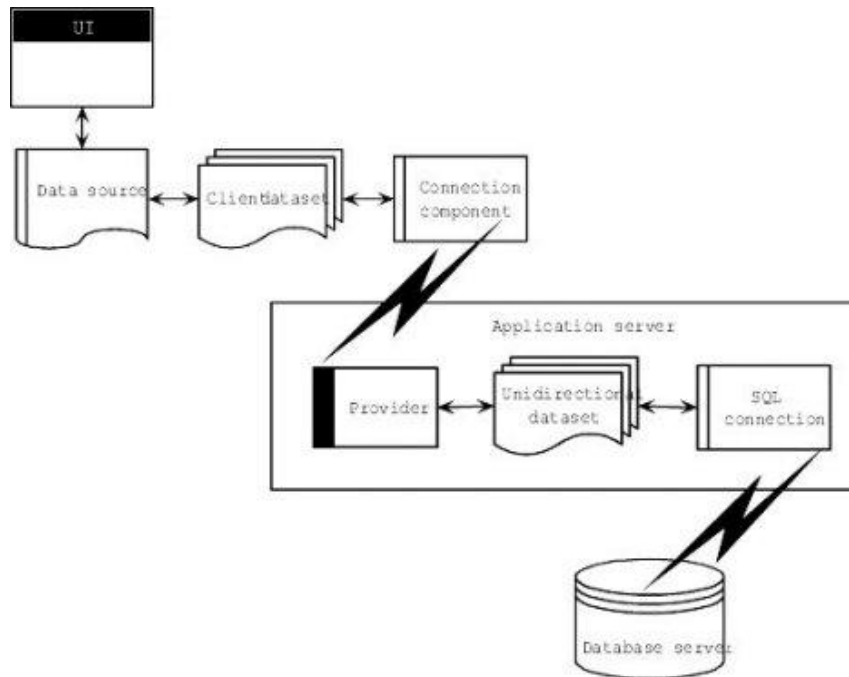 UI
Data source
Clientdataset
Connection
component
Application server
Provider
Unidirectional
dataset
SQL
connection
Database server